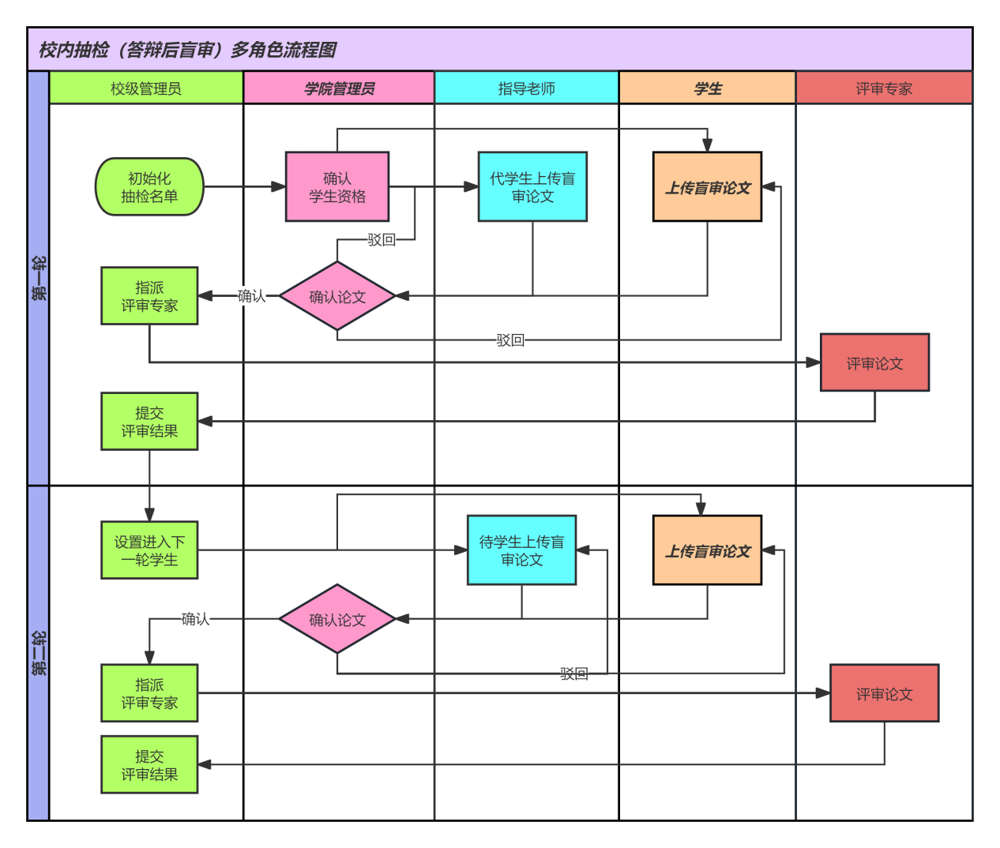 校内抽检（答辩后盲审）多角色流程图
校级管理员
学院管理员
指导老师
学生
评审专家
第一轮
初始化
抽检名单
确认
学生资格
代学生上传盲
审论文
上传盲审论文
驳回
指派
评审专家
确认
确认论文
驳回
评审论文
提交
评审结果
第二轮
设置进入下
一轮学生
待学生上传盲
审论文
上传盲审论文
确认
确认论文
驳回
指派
评审专家
评审论文
提交
评审结果